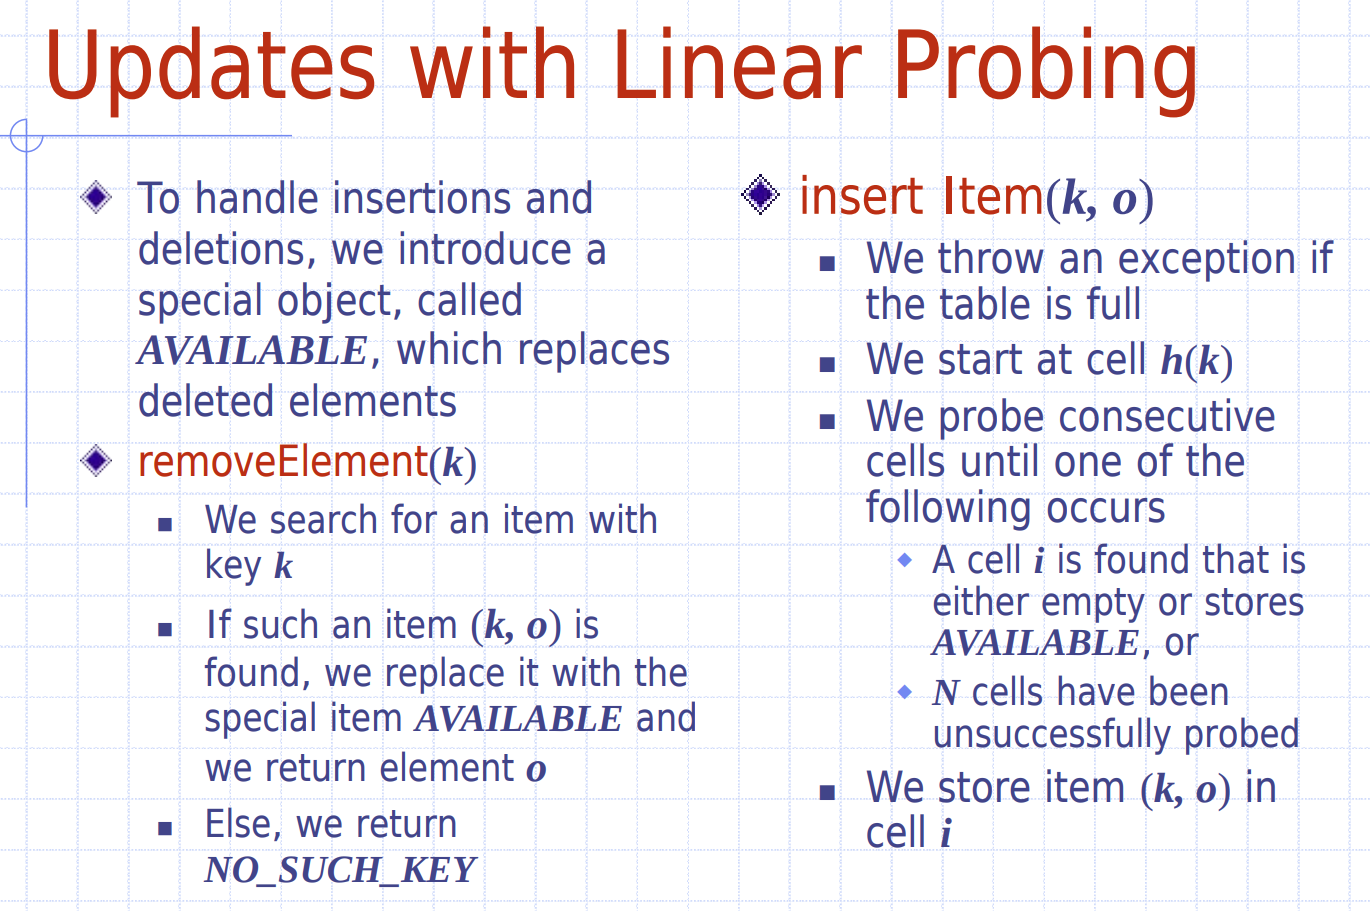 Updates with Linear Probing
To handle insertions and
deletions, we introduce a
special object, called
AVAILABLE, which replaces
deleted elements
removeElement(k)
We search for an item with
key k
If such an item (k, o) is
found, we replace it with the
special item AVAILABLE and
we return element o
Else, we return
NO_SUCH_KEY
insert Item(k, o)
We throw an exception if
the table is full
We start at cell h(k)
We probe consecutive
cells until one of the
following occurs
A cell i is found that is
either empty or stores
AVAILABLE, or
N cells have been
unsuccessfully probed
We store item (k, o) in
cell i